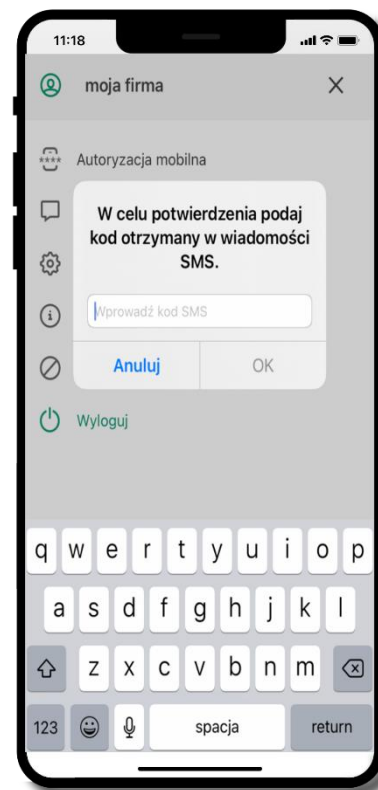 11:18
moja firma
Autoryzacja mobilna
W celu potwierdzenia podaj
kod otrzymany w wiadomości
SMS.
Wprowadź kod SMS
Anuluj OK
Wyloguj
q w e r t y u i o p
a s d f g h j k l
z x c v b n m
123 spacja return